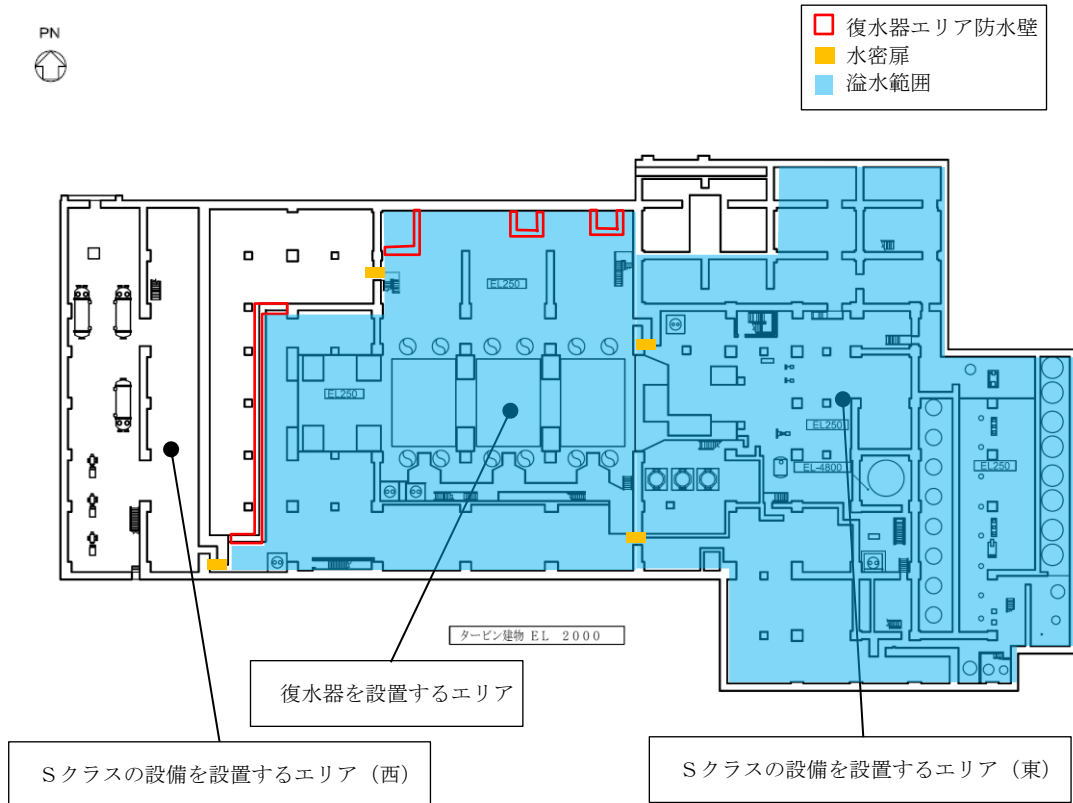 PN
復水器エリア防水壁
水密扉
溢水範囲
EL250
EL250
EL250
EL-4800
EL250
タービン建物 EL 2000
復水器を設置するエリア
Sクラスの設備を設置するエリア（西）
Sクラスの設備を設置するエリア（東）